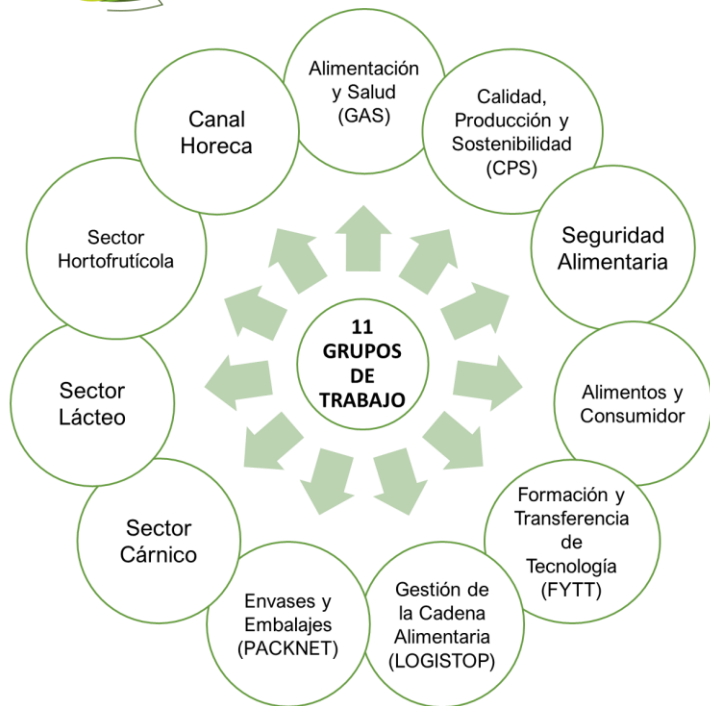 Alimentación
y Salud
(GAS)
Calidad,
Producción y
Sostenibilidad
(CPS)
Seguridad
Alimentaria
Alimentos y
Consumidor
Formación y
Transferencia
de
Tecnología
(FYTT)
Gestión de
la Cadena
Alimentaria
(LOGISTOP)
Envases y
Embalajes
(PACKNET)
Sector
Cárnico
Sector
Lácteo
Sector
Hortofrutícola
Canal
Horeca
11
GRUPOS
DE
TRABAJO